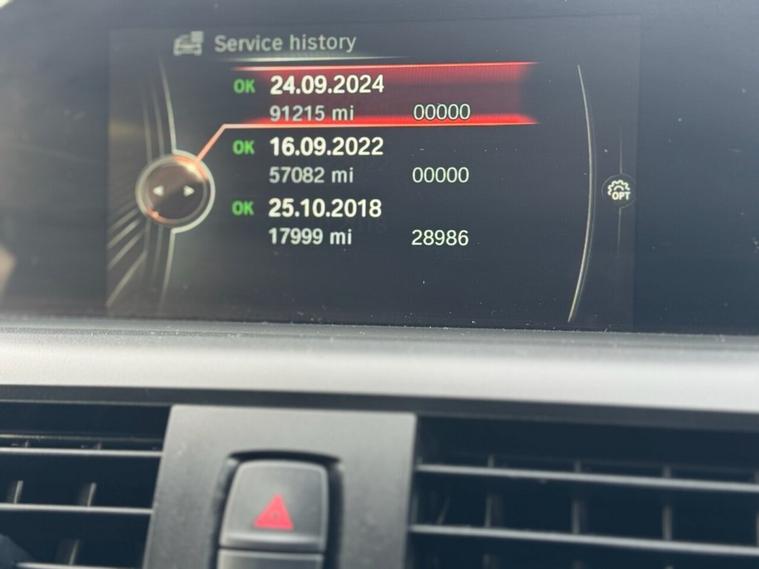 Service history
OK 24.09.2024
91215 mi 00000
OK 16.09.2022
57082 mi 00000
OPT
OK 25.10.2018
17999 mi 28986